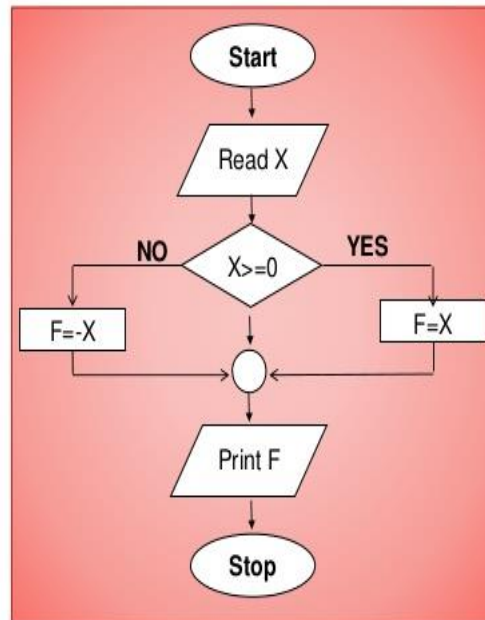 Start
Read X
NO
YES
X>=0
F=-X
F=X
Print F
Stop